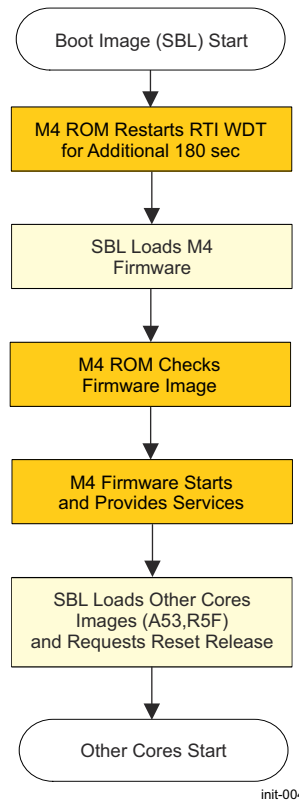 Boot Image (SBL) Start
M4 ROM Restarts RTI WDT
for Additional 180 sec
SBL Loads M4
Firmware
M4 ROM Checks
Firmware Image
M4 Firmware Starts
and Provides Services
SBL Loads Other Cores
Images (A53,R5F)
and Requests Reset Release
Other Cores Start
init-004